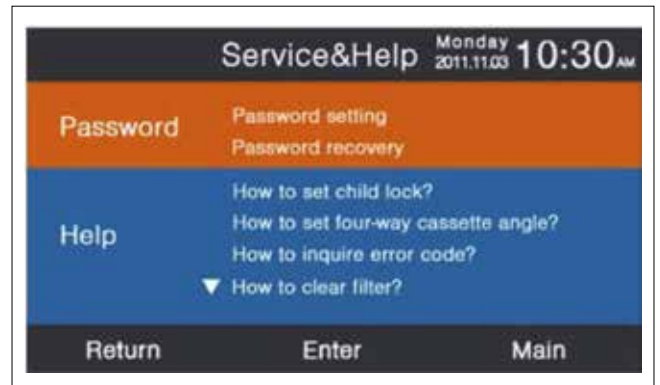 Service&Help Monday 2011.11.03 10:30AM
Password
Password setting
Password recovery
Help
How to set child lock?
How to set four-way cassette angle?
How to inquire error code?
▼ How to clear filter?
Return Enter Main